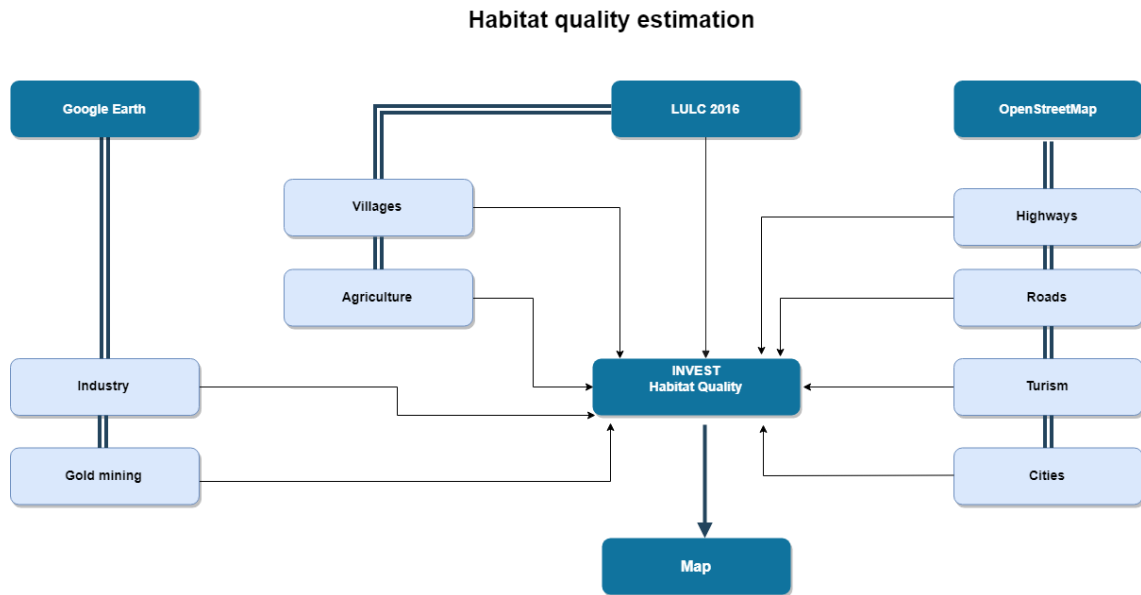 Habitat quality estimation
Google Earth
LULC 2016
OpenStreetMap
Villages
Highways
Agriculture
Roads
Industry
INVEST
Habitat Quality
Turism
Gold mining
Cities
Map